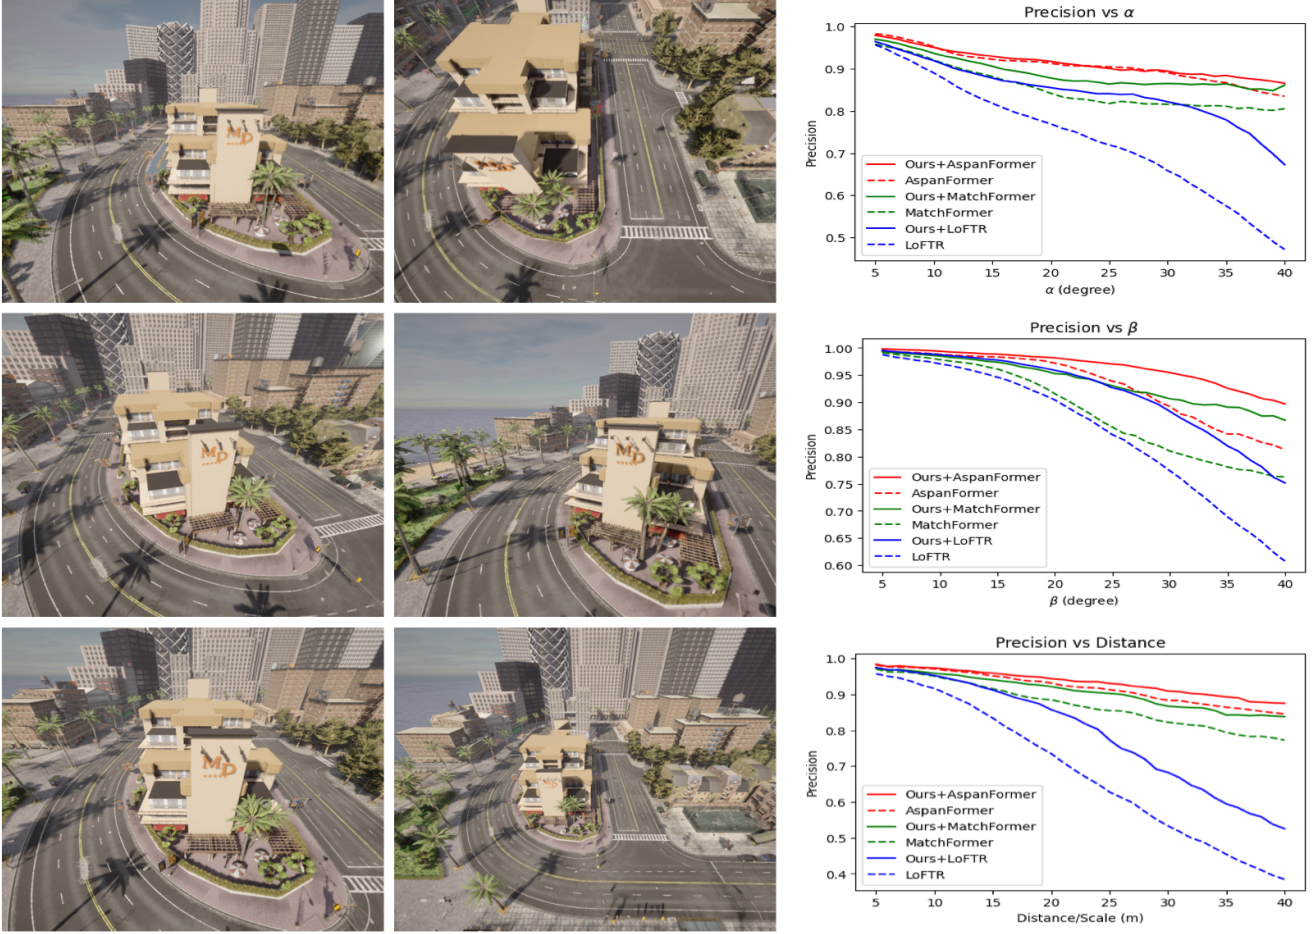 MD
Precision vs α
1.0
0.9
0.8
0.7
0.6
0.5
Precision
Ours+AspanFormer
AspanFormer
Ours+MatchFormer
MatchFormer
Ours+LoFTR
LoFTR
5 10 15 20 25 30 35 40
α (degree)
MD
MD
Precision vs β
1.00
0.95
0.90
0.85
0.80
0.75
0.70
0.65
0.60
Precision
Ours+AspanFormer
AspanFormer
Ours+MatchFormer
MatchFormer
Ours+LoFTR
LoFTR
5 10 15 20 25 30 35 40
β (degree)
MD
Precision vs Distance
1.0
0.9
0.8
0.7
0.6
0.5
0.4
Precision
Ours+AspanFormer
AspanFormer
Ours+MatchFormer
MatchFormer
Ours+LoFTR
LoFTR
5 10 15 20 25 30 35 40
Distance/Scale (m)